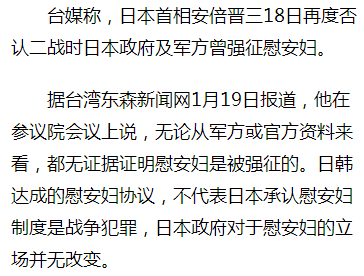 台媒称，日本首相安倍晋三18日再度否
认二战时日本政府及军方曾强征慰安妇。
据台湾东森新闻网1月19日报道，他在
参议院会议上说，无论从军方或官方资料来
看，都无证据证明慰安妇是被强征的。日韩
达成的慰安妇协议，不代表日本承认慰安妇
制度是战争犯罪，日本政府对于慰安妇的立
场并无改变。